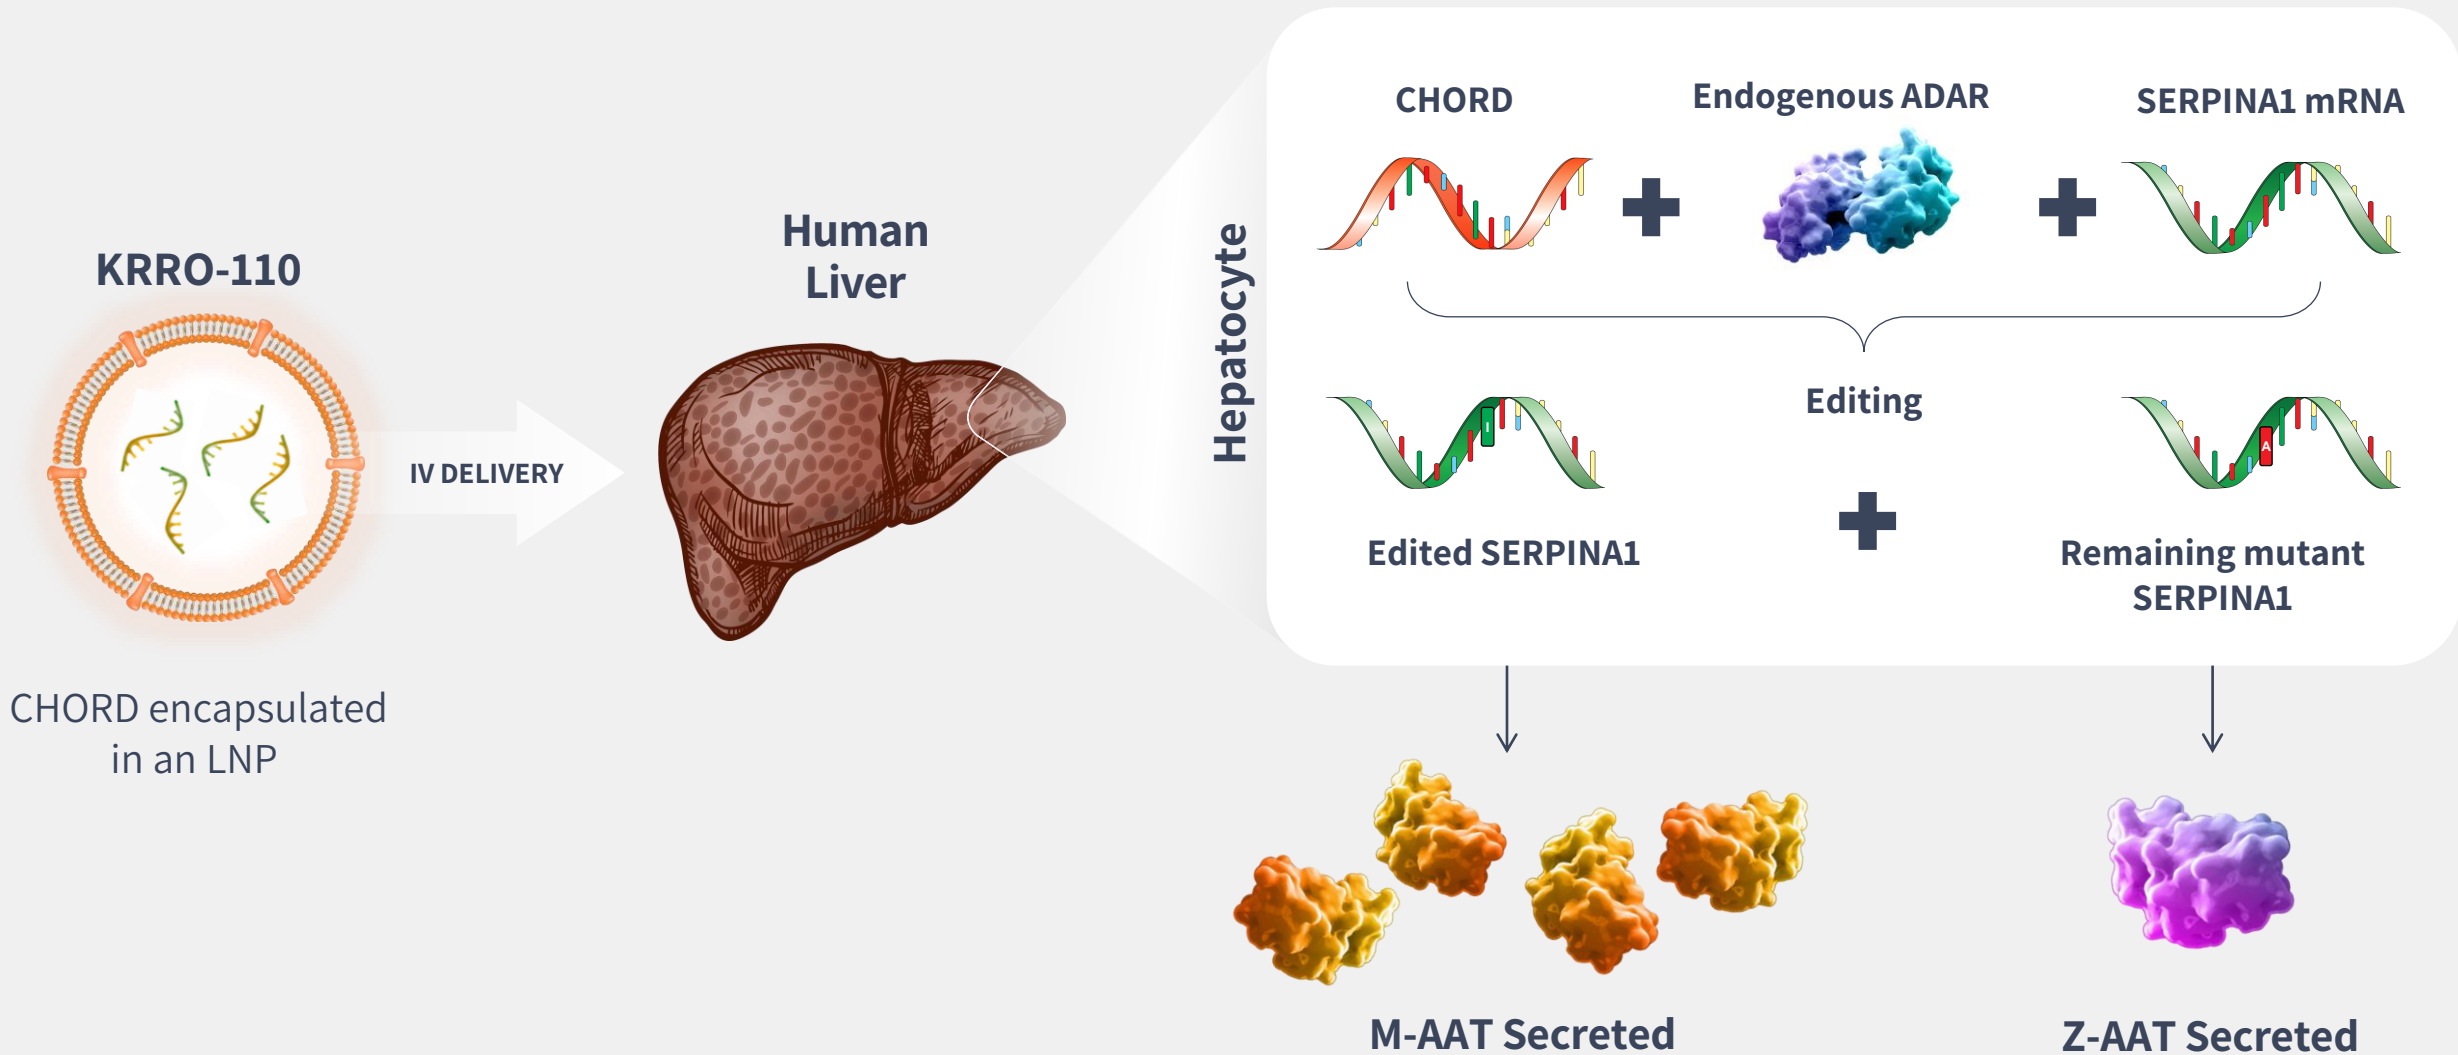 KRRO-110
CHORD encapsulated
in an LNP
IV DELIVERY
Human
Liver
Hepatocyte
CHORD
Endogenous ADAR
SERPINA1 mRNA
Editing
I
A
Edited SERPINA1
Remaining mutant
SERPINA1
M-AAT Secreted
Z-AAT Secreted